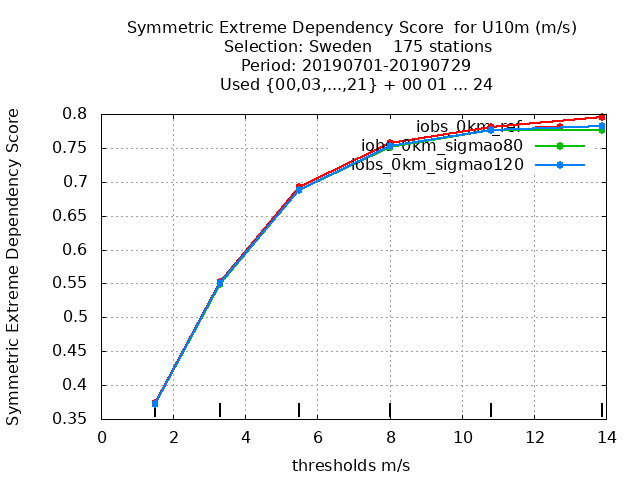 Symmetric Extreme Dependency Score for U10m (m/s)
Selection: Sweden 175 stations
Period: 20190701-20190729
Used {00,03,...,21} + 00 01 ... 24
Symmetric Extreme Dependency Score
0.8
0.75
0.7
0.65
0.6
0.55
0.5
0.45
0.4
0.35
iobs_0km_ref
iobs_0km_sigmao80
iobs_0km_sigmao120
0 2 4 6 8 10 12 14
thresholds m/s